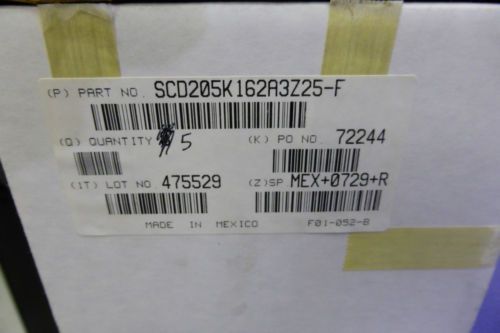 (P) PART NO. SCD205K162A3Z25-F
(Q) QUANTITY 5 (K) PO NO. 72244
(1T) LOT NO. 475529 (Z)SP MEX+0729+R
MADE IN MEXICO F01-052-B